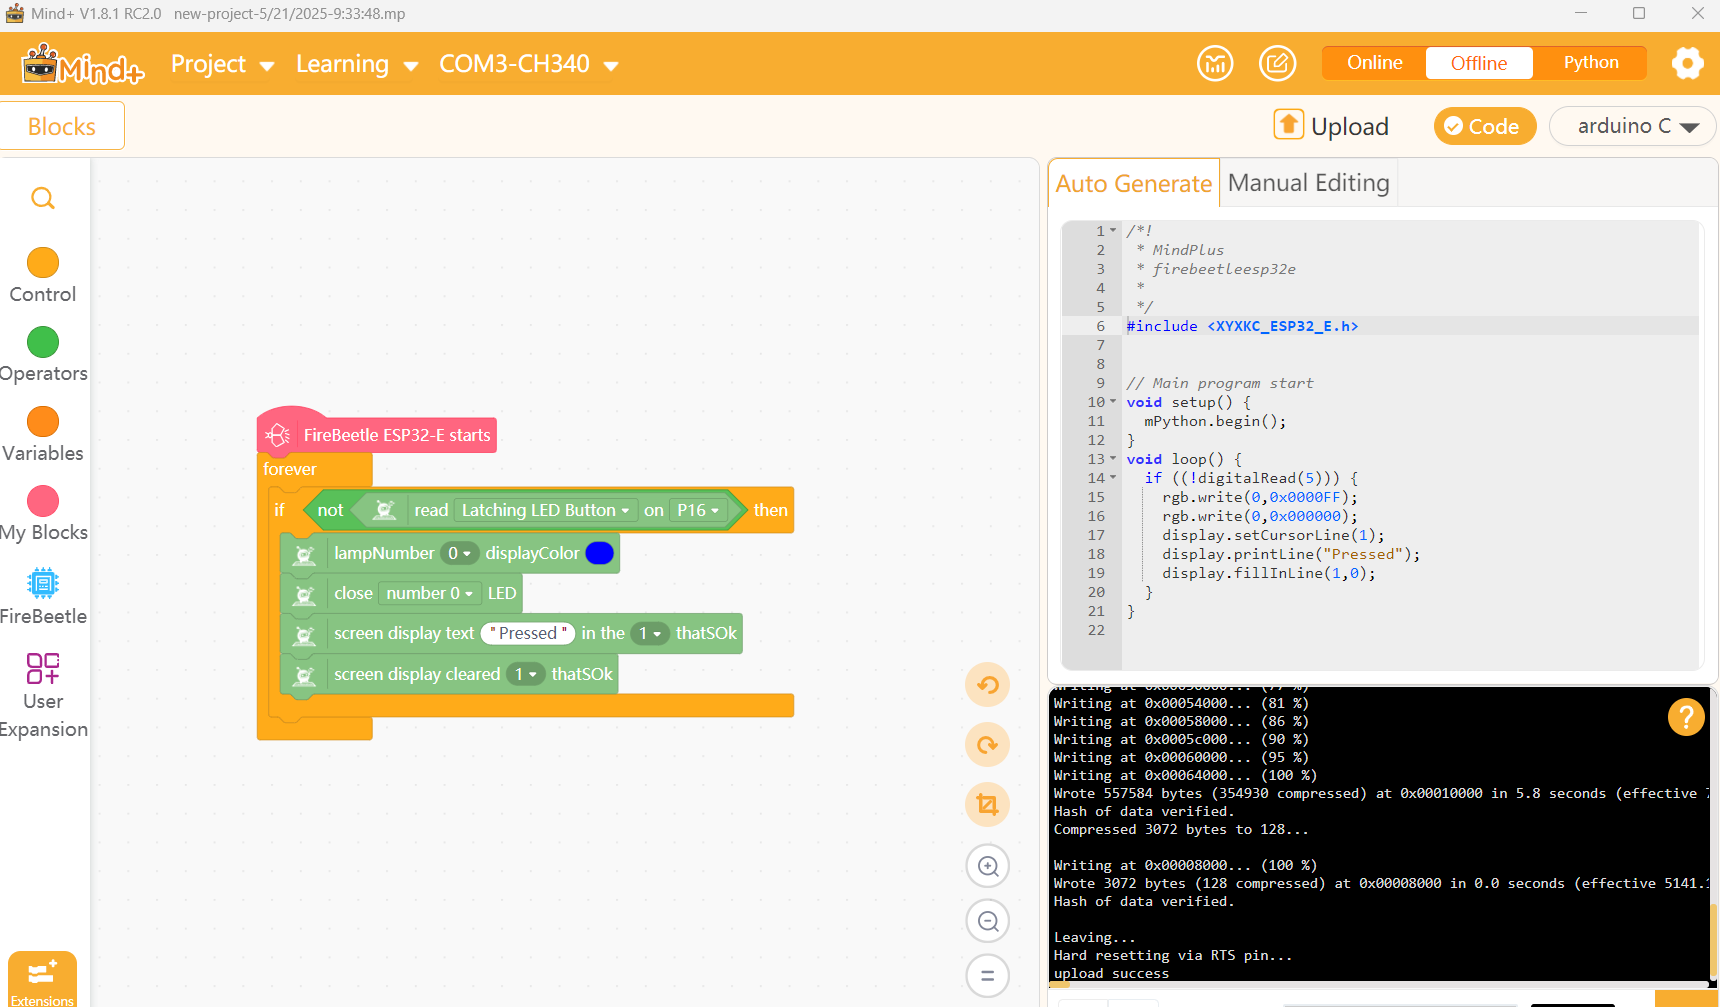 Mind+ V1.8.1 RC2.0   new-project-5/21/2025-9:33:48.mp
Mind+ Project Learning COM3-CH340 Online Offline Python
Blocks
Upload Code arduino C
Control
Operators
Variables
My Blocks
FireBeetle
User
Expansion
Extensions
FireBeetle ESP32-E starts
forever
if not read Latching LED Button on P16 then
lampNumber 0 displayColor
close number 0 LED
screen display text "Pressed" in the 1 thatSOk
screen display cleared 1 thatSOk
Auto Generate Manual Editing
1 /*!
2  * MindPlus
3  * firebeetleesp32e
4  *
5  */
6 #include <XYXKC_ESP32_E.h>
7
8
9 // Main program start
10 void setup() {
11   mPython.begin();
12 }
13 void loop() {
14   if ((!digitalRead(5))) {
15     rgb.write(0,0x0000FF);
16     rgb.write(0,0x000000);
17     display.setCursorLine(1);
18     display.printLine("Pressed");
19     display.fillInLine(1,0);
20   }
21 }
22
Writing at 0x00054000... (81 %)
Writing at 0x00058000... (86 %)
Writing at 0x0005c000... (90 %)
Writing at 0x00060000... (95 %)
Writing at 0x00064000... (100 %)
Wrote 557584 bytes (354930 compressed) at 0x00010000 in 5.8 seconds (effective
Hash of data verified.
Compressed 3072 bytes to 128...
Writing at 0x00008000... (100 %)
Wrote 3072 bytes (128 compressed) at 0x00008000 in 0.0 seconds (effective 5141.
Hash of data verified.
Leaving...
Hard resetting via RTS pin...
upload success
?